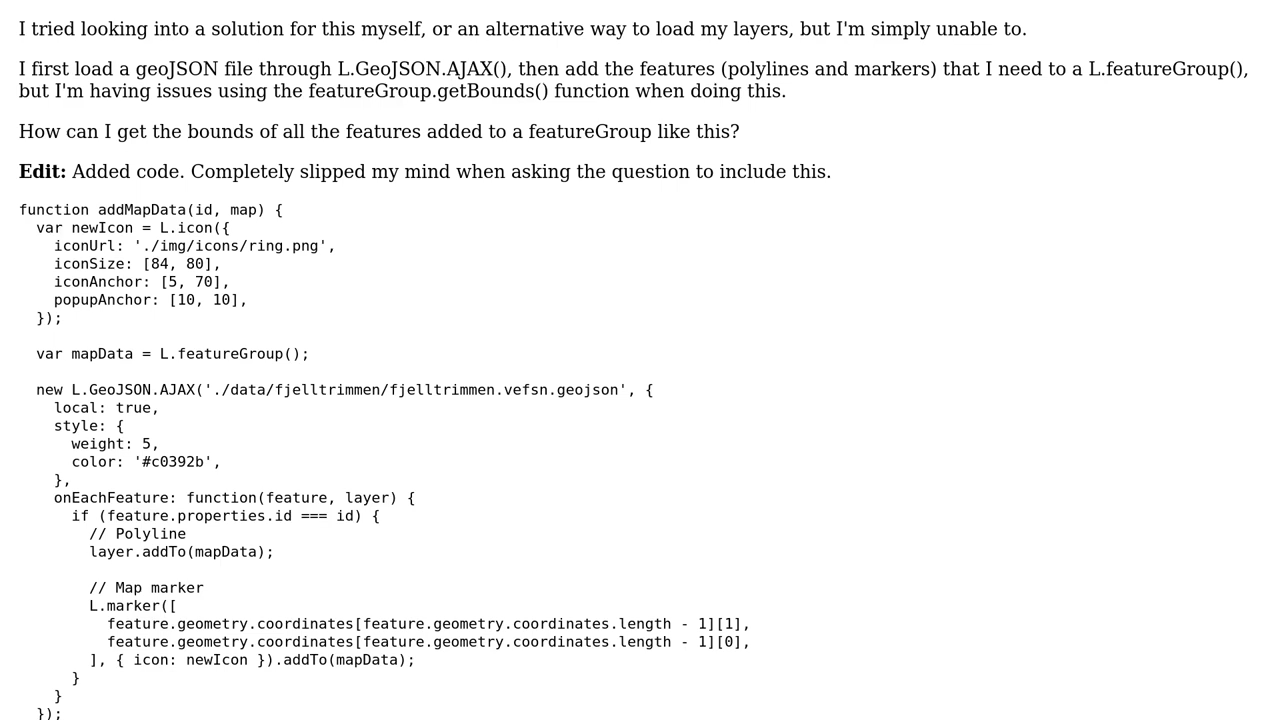 I tried looking into a solution for this myself, or an alternative way to load my layers, but I'm simply unable to.
I first load a geoJSON file through L.GeoJSON.AJAX(), then add the features (polylines and markers) that I need to a L.featureGroup(),
but I'm having issues using the featureGroup.getBounds() function when doing this.
How can I get the bounds of all the features added to a featureGroup like this?
Edit: Added code. Completely slipped my mind when asking the question to include this.
function addMapData(id, map) {
  var newIcon = L.icon({
    iconUrl: './img/icons/ring.png',
    iconSize: [84, 80],
    iconAnchor: [5, 70],
    popupAnchor: [10, 10],
  });
  var mapData = L.featureGroup();
  new L.GeoJSON.AJAX('./data/fjelltrimmen/fjelltrimmen.vefsn.geojson', {
    local: true,
    style: {
      weight: 5,
      color: '#c0392b',
    },
    onEachFeature: function(feature, layer) {
      if (feature.properties.id === id) {
        // Polyline
        layer.addTo(mapData);
        // Map marker
        L.marker([
          feature.geometry.coordinates[feature.geometry.coordinates.length - 1][1],
          feature.geometry.coordinates[feature.geometry.coordinates.length - 1][0],
        ], { icon: newIcon }).addTo(mapData);
      }
    }
  });